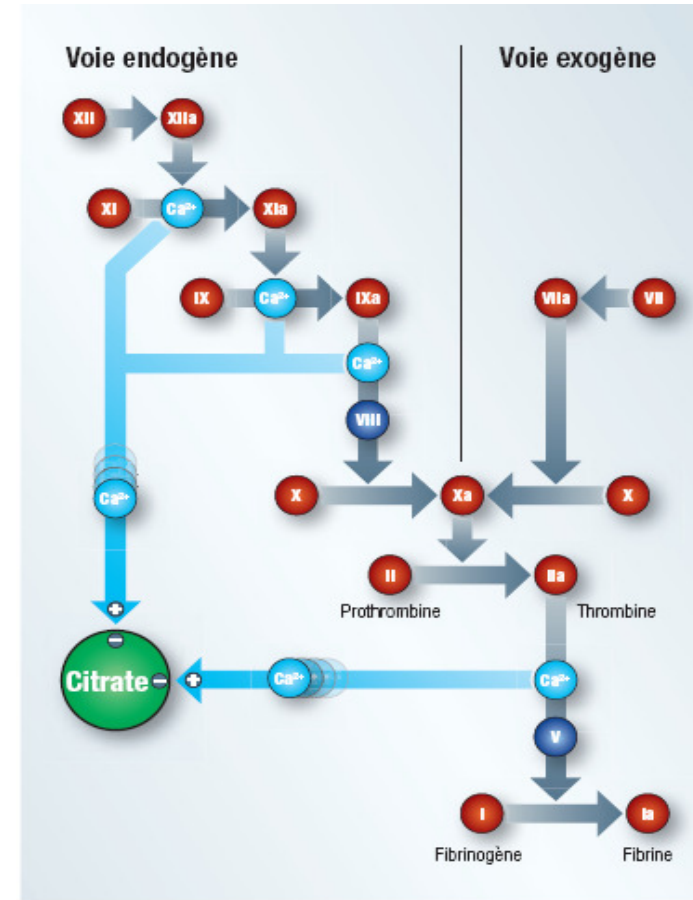 Voie endogène Voie exogène
XII XIIa
XI Ca²⁺ XIa
IX Ca²⁺ IXa VIIa VII
Ca²⁺
VIII
Ca²⁺ X Xa X
II IIa
Prothrombine Thrombine
+
−
Citrate − + Ca²⁺ Ca²⁺
V
I Ia
Fibrinogène Fibrine